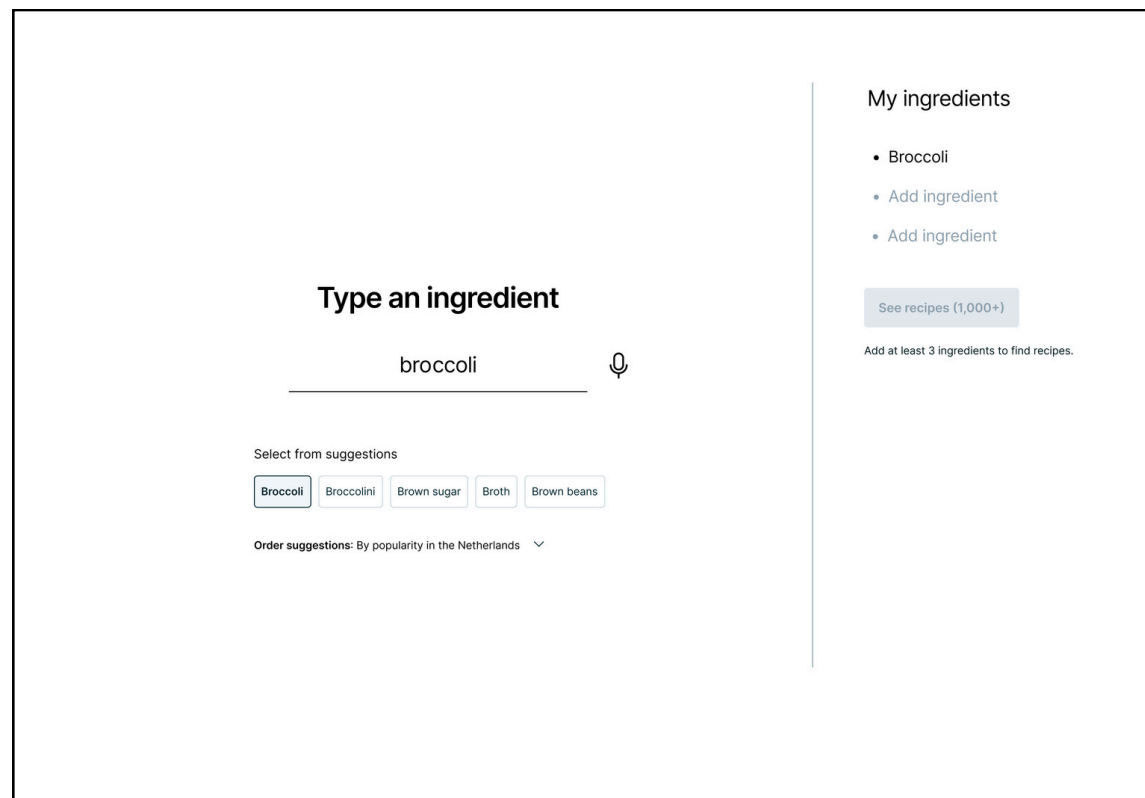 My ingredients
Broccoli
Add ingredient
Add ingredient
See recipes (1,000+)
Add at least 3 ingredients to find recipes.
Type an ingredient
broccoli
Select from suggestions
Broccoli Broccolini Brown sugar Broth Brown beans
Order suggestions: By popularity in the Netherlands